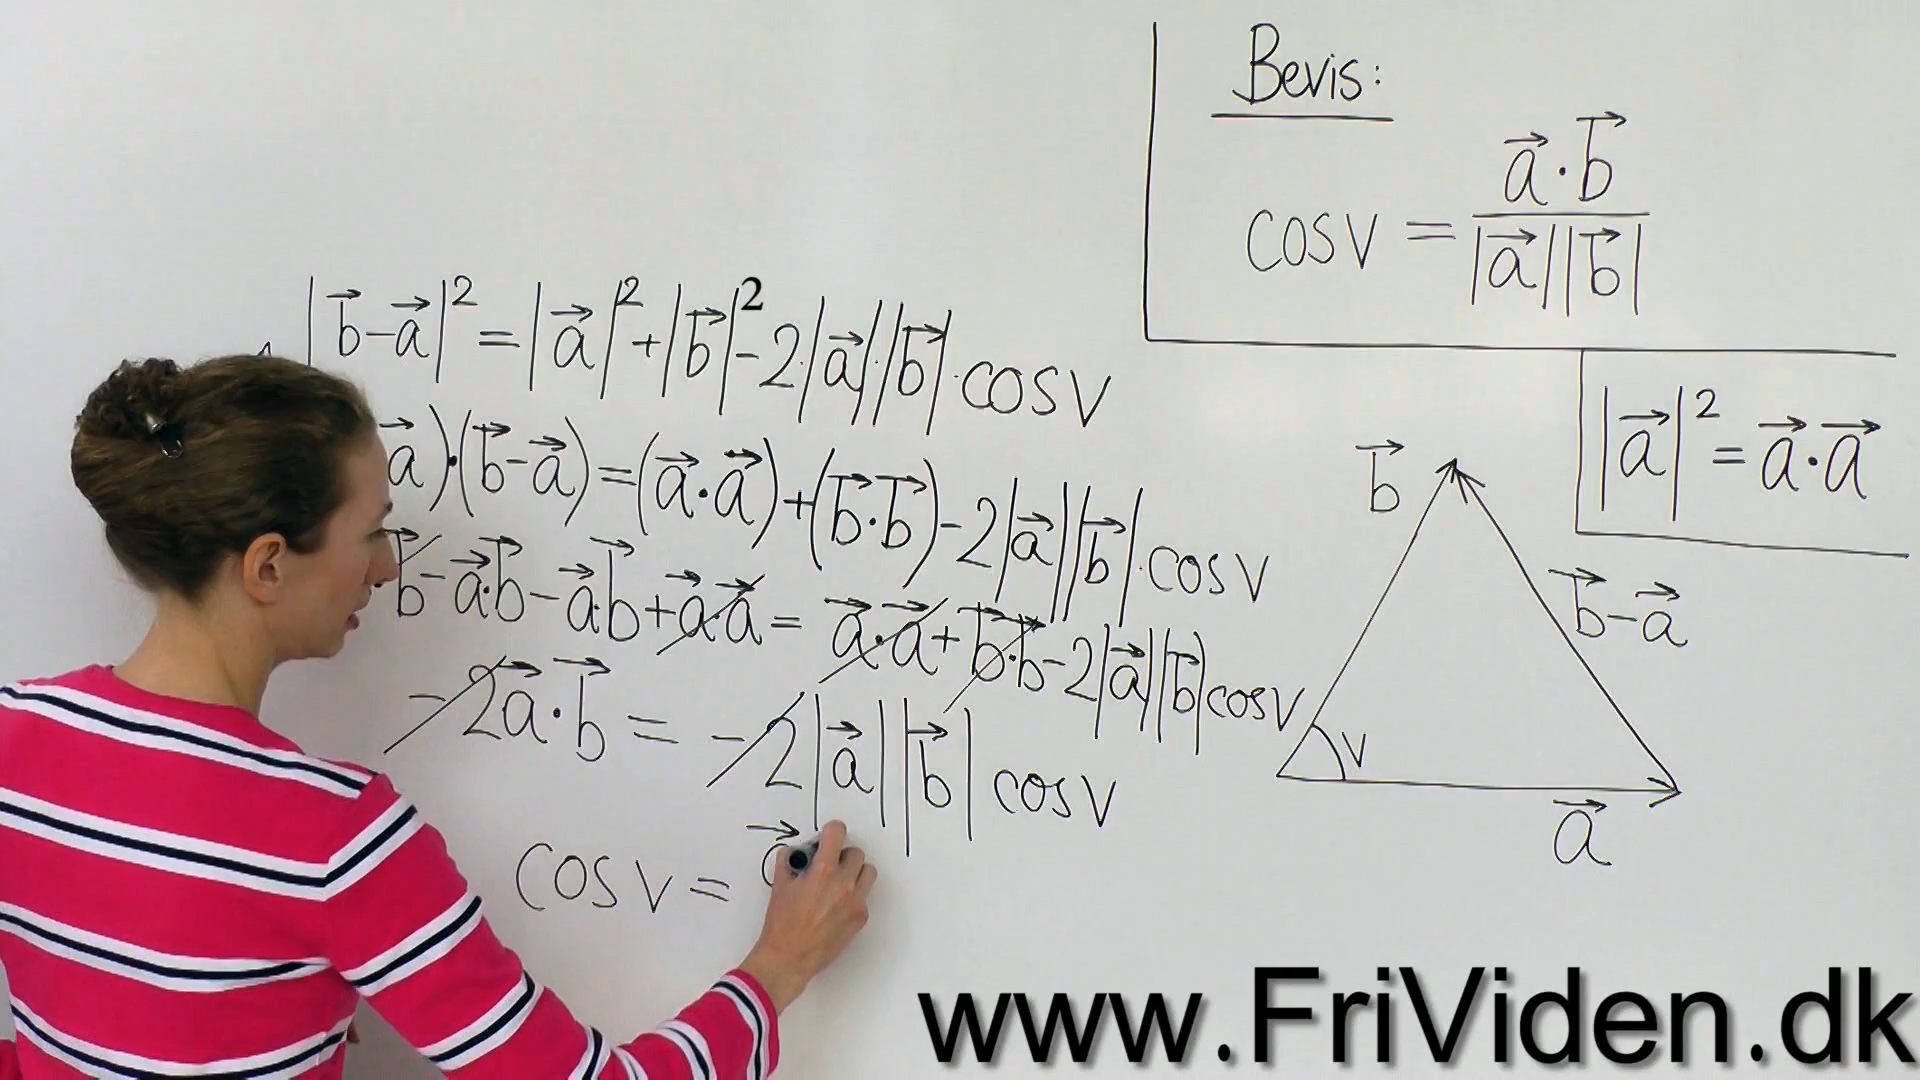 Bevis:
cos v = a⃗·b⃗ / |a⃗||b⃗|
|a⃗|² = a⃗·a⃗
|b⃗-a⃗|² = |a⃗|²+|b⃗|²-2·|a⃗|·|b⃗|·cos v
a⃗)·(b⃗-a⃗) = (a⃗·a⃗)+(b⃗·b⃗)-2|a⃗||b⃗|·cos v
b⃗-a⃗·b⃗-a⃗·b⃗+a⃗·a⃗ = a⃗·a⃗+b⃗·b⃗-2|a⃗||b⃗|cos v
-2a⃗·b⃗ = -2|a⃗||b⃗| cos v
cos v =
b⃗
b⃗-a⃗
v
a⃗
www.FriViden.dk